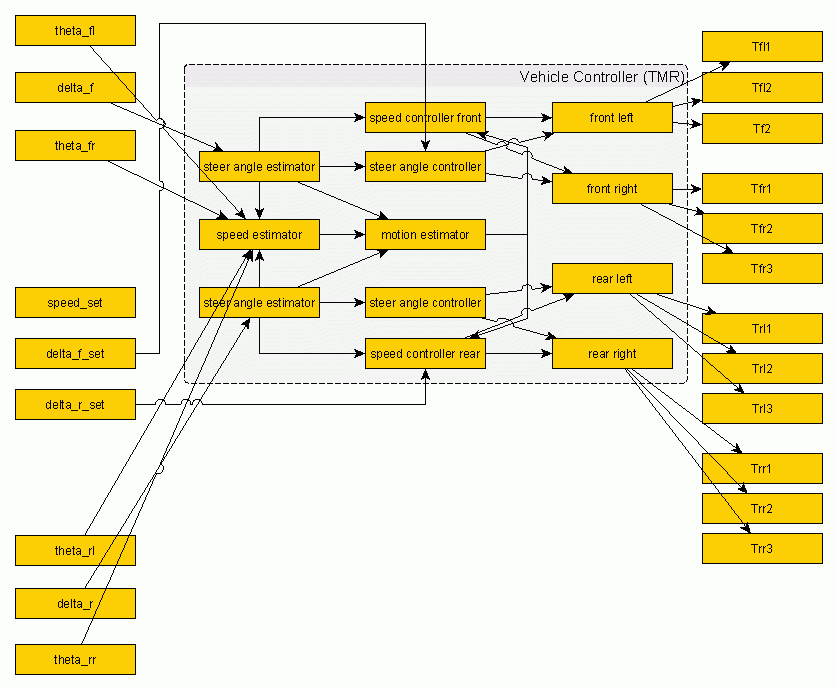 theta_fl
delta_f
theta_fr
speed_set
delta_f_set
delta_r_set
theta_rl
delta_r
theta_rr
Vehicle Controller (TMR)
speed controller front
steer angle estimator
steer angle controller
speed estimator
motion estimator
steer angle estimator
steer angle controller
speed controller rear
front left
front right
rear left
rear right
Tfl1
Tfl2
Tf2
Tfr1
Tfr2
Tfr3
Trl1
Trl2
Trl3
Trr1
Trr2
Trr3